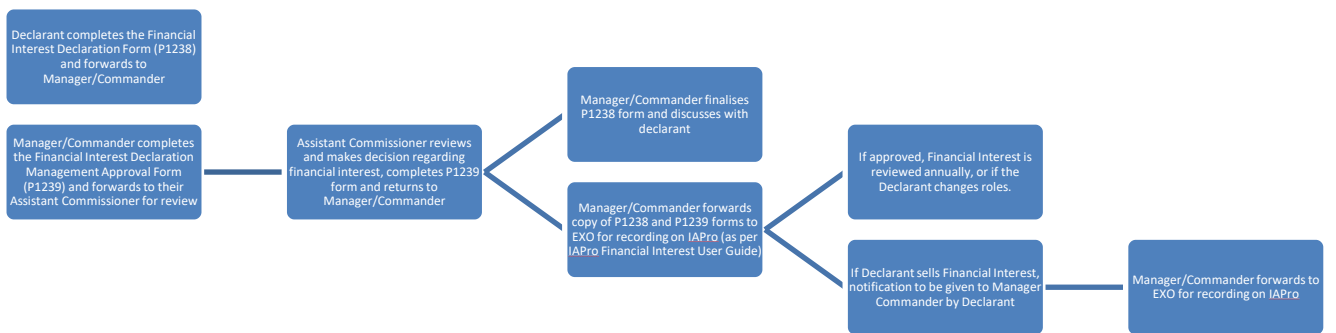 Declarant completes the Financial
Interest Declaration Form (P1238)
and forwards to
Manager/Commander
Manager/Commander completes
the Financial Interest Declaration
Management Approval Form
(P1239) and forwards to their
Assistant Commissioner for review
Assistant Commissioner reviews
and makes decision regarding
financial interest, completes P1239
form and returns to
Manager/Commander
Manager/Commander finalises
P1238 form and discusses with
declarant
Manager/Commander forwards
copy of P1238 and P1239 forms to
EXO for recording on IAPro (as per
IAPro Financial Interest User Guide)
If approved, Financial Interest is
reviewed annually, or if the
Declarant changes roles.
If Declarant sells Financial Interest,
notification to be given to Manager
Commander by Declarant
Manager/Commander forwards to
EXO for recording on IAPro